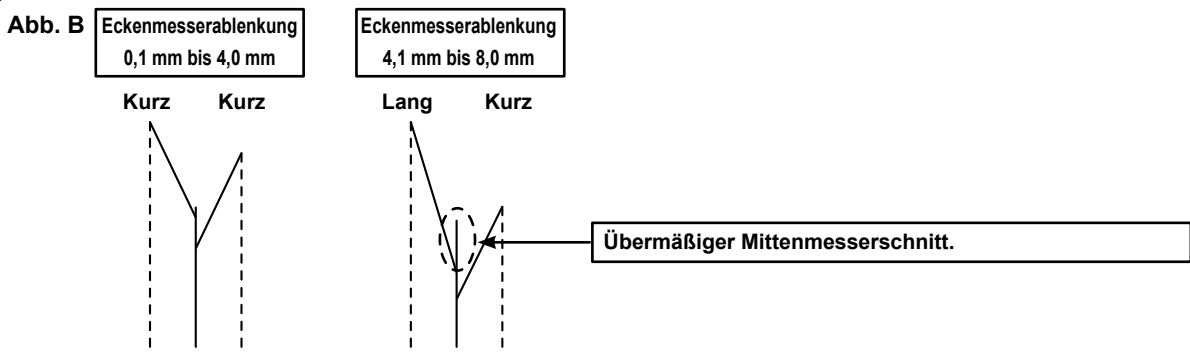 Abb. B
Eckenmesserablenkung
0,1 mm bis 4,0 mm
Eckenmesserablenkung
4,1 mm bis 8,0 mm
Kurz Kurz
Lang Kurz
Übermäßiger Mittenmesserschnitt.